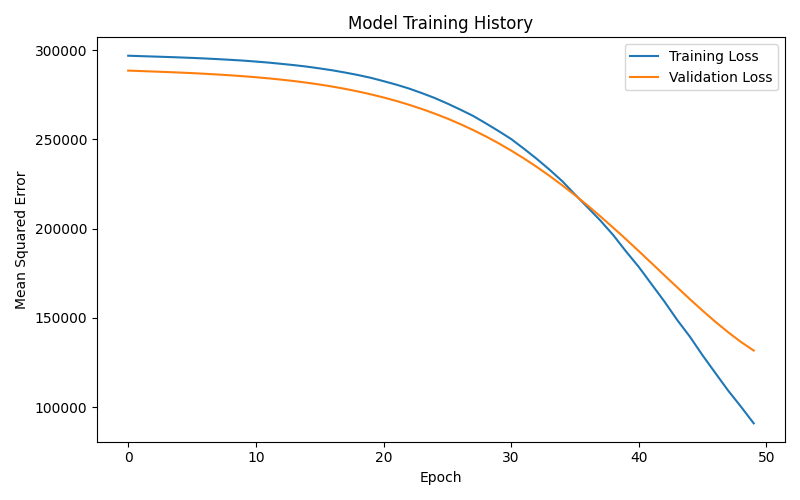 Model Training History
Training Loss
Validation Loss
300000
250000
200000
150000
100000
Mean Squared Error
0
10
20
30
40
50
Epoch